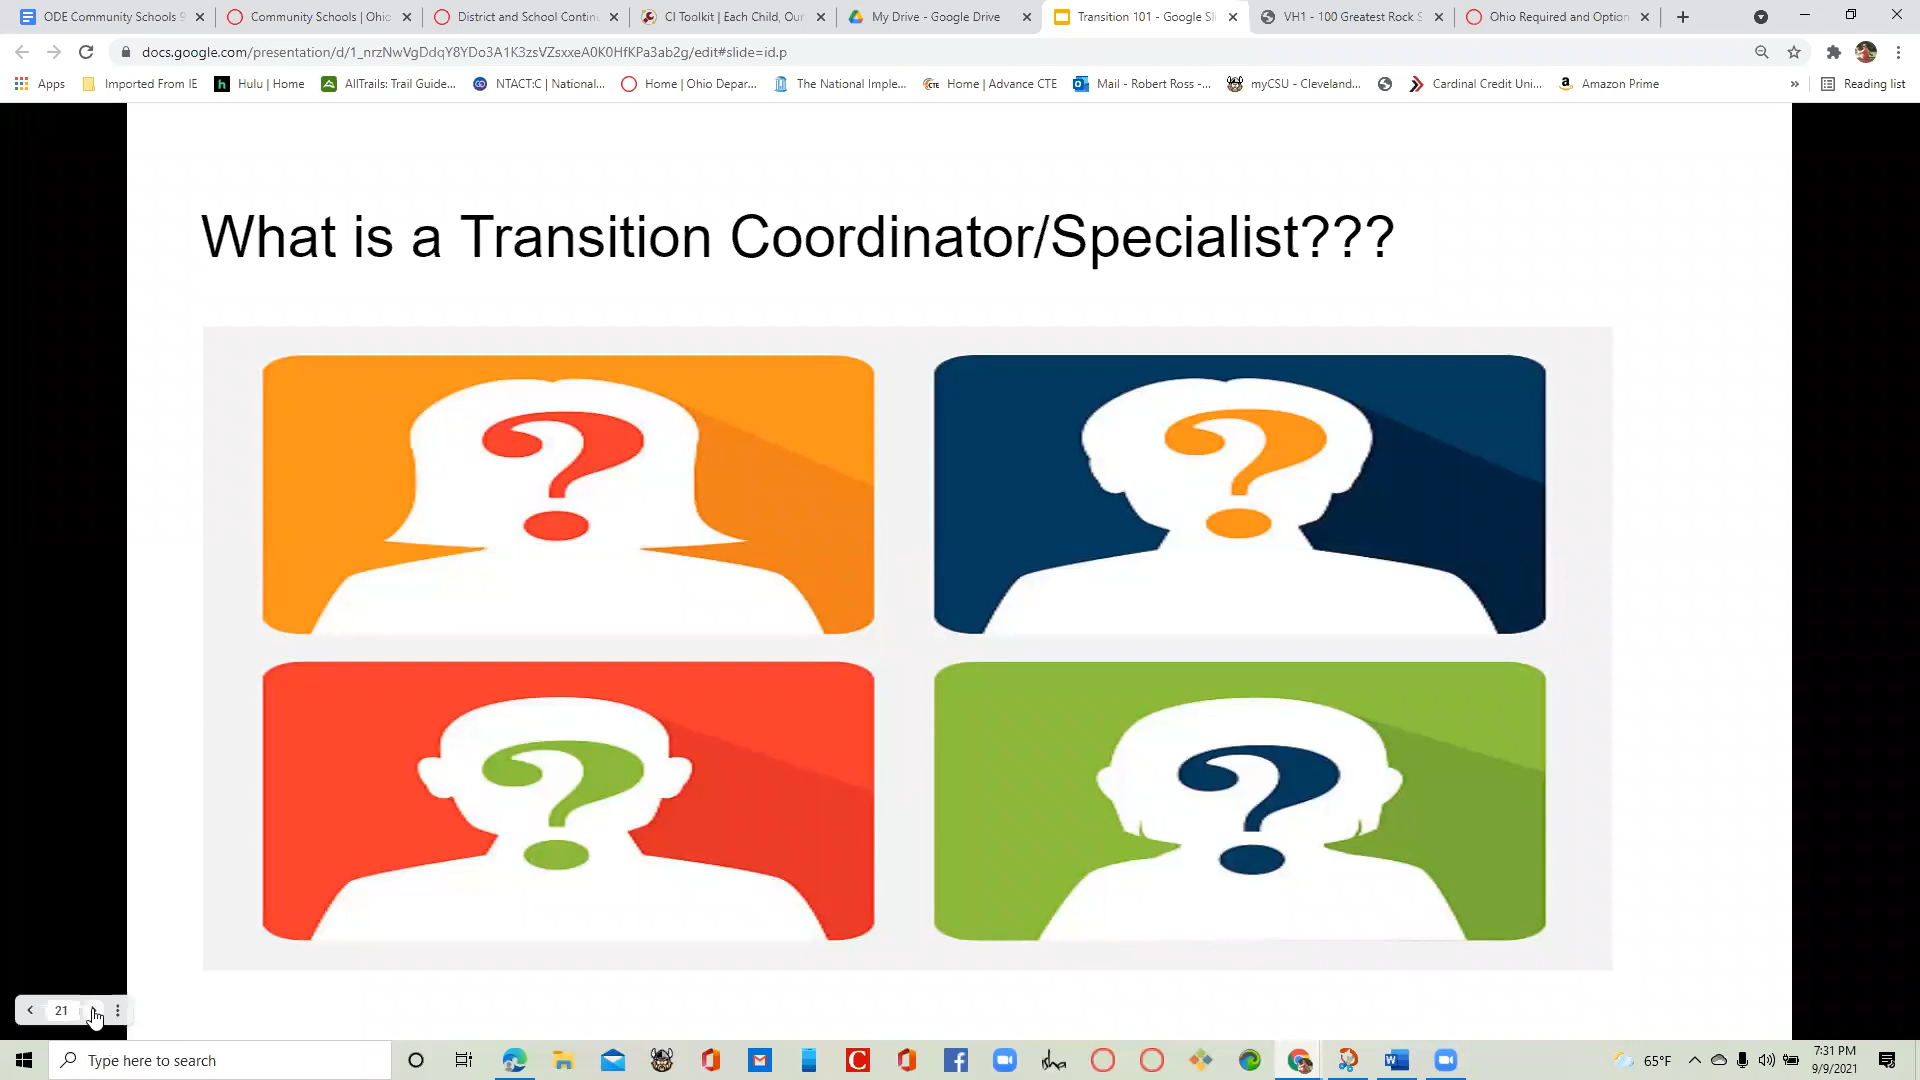 ODE Community Schools 9
Community Schools | Ohio
District and School Continu
CI Toolkit | Each Child, Our
My Drive - Google Drive
Transition 101 - Google Sli
VH1 - 100 Greatest Rock S
Ohio Required and Option
docs.google.com/presentation/d/1_nrzNwVgDdqY8YDo3A1K3zsVZsxxeA0K0HfKPa3ab2g/edit#slide=id.p
Apps
Imported From IE
Hulu | Home
AllTrails: Trail Guide...
NTACT:C | National...
Home | Ohio Depar...
The National Imple...
Home | Advance CTE
Mail - Robert Ross -...
myCSU - Cleveland...
Cardinal Credit Uni...
Amazon Prime
Reading list
What is a Transition Coordinator/Specialist???
?
?
?
?
21
Type here to search
65°F
7:31 PM
9/9/2021